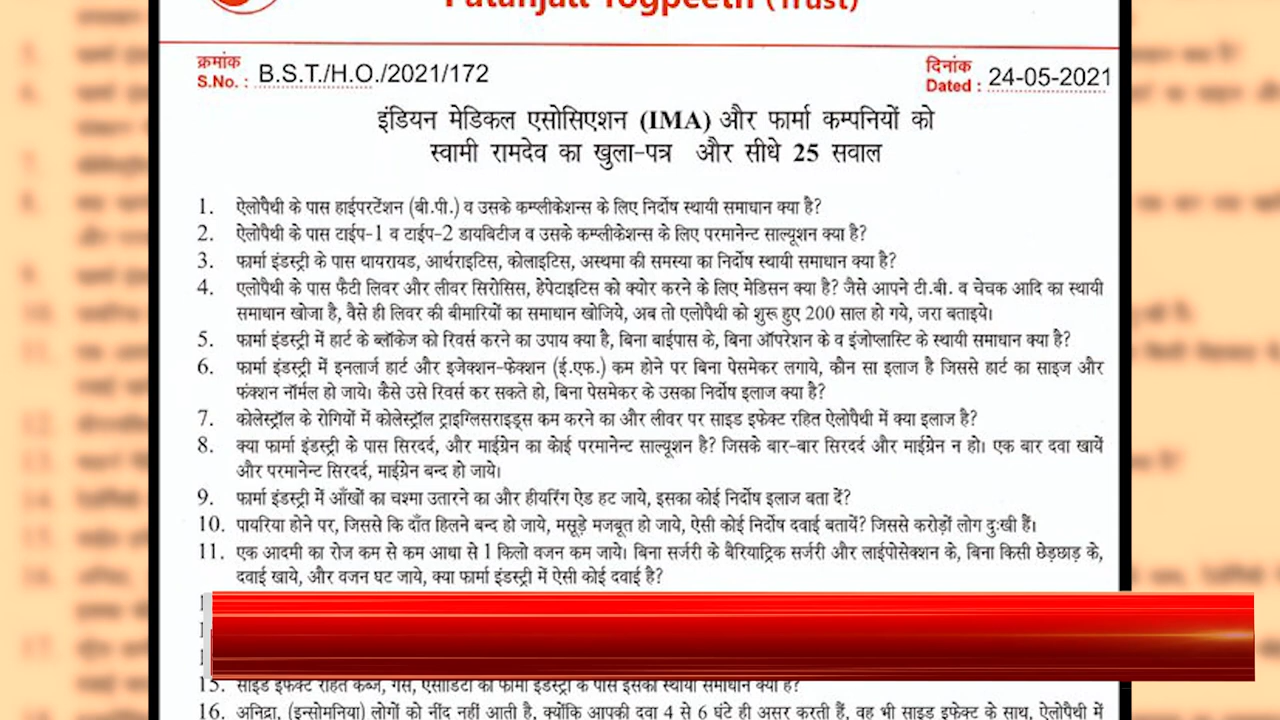 Patanjali Yogpeeth (Trust)
क्रमांक
S.No. : B.S.T./H.O./2021/172
दिनांक
Dated : 24-05-2021
इंडियन मेडिकल एसोसिएशन (IMA) और फार्मा कम्पनियों को
स्वामी रामदेव का खुला-पत्र और सीधे 25 सवाल
1. ऐलोपैथी के पास हाईपरटेंशन (बी.पी.) व उसके कम्प्लीकेशन्स के लिए निर्दोष स्थायी समाधान क्या है?
2. ऐलोपैथी के पास टाईप-1 व टाईप-2 डायबिटीज व उसके कम्प्लीकेशन्स के लिए परमानेन्ट साल्यूशन क्या है?
3. फार्मा इंडस्ट्री के पास थायरायड, आर्थराइटिस, कोलाइटिस, अस्थमा की समस्या का निर्दोष स्थायी समाधान क्या है?
4. एलोपैथी के पास फैटी लिवर और लीवर सिरोसिस, हेपेटाइटिस को क्योर करने के लिए मेडिसन क्या है? जैसे आपने टी.बी. व चेचक आदि का स्थायी
समाधान खोजा है, वैसे ही लिवर की बीमारियों का समाधान खोजिये, अब तो एलोपैथी को शुरू हुए 200 साल हो गये, जरा बताइये।
5. फार्मा इंडस्ट्री में हार्ट के ब्लॉकेज को रिवर्स करने का उपाय क्या है, बिना बाईपास के, बिना ऑपरेशन के व इंजोप्लास्टि के स्थायी समाधान क्या है?
6. फार्मा इंडस्ट्री में इनलार्ज हार्ट और इजेक्शन-फेक्शन (ई.एफ.) कम होने पर बिना पेसमेकर लगाये, कौन सा इलाज है जिससे हार्ट का साइज और
फंक्शन नॉर्मल हो जाये। कैसे उसे रिवर्स कर सकते हो, बिना पेसमेकर के उसका निर्दोष इलाज क्या है?
7. कोलेस्ट्रॉल के रोगियों में कोलेस्ट्रॉल ट्राइग्लिसराइड्स कम करने का और लीवर पर साइड इफेक्ट रहित ऐलोपैथी में क्या इलाज है?
8. क्या फार्मा इंडस्ट्री के पास सिरदर्द, और माईग्रेन का कोई परमानेन्ट साल्यूशन है? जिसके बार-बार सिरदर्द और माईग्रेन न हो। एक बार दवा खायें
और परमानेन्ट सिरदर्द, माईग्रेन बन्द हो जाये।
9. फार्मा इंडस्ट्री में आँखों का चश्मा उतारने का और हीयरिंग ऐड हट जाये, इसका कोई निर्दोष इलाज बता दें?
10. पायरिया होने पर, जिससे कि दाँत हिलने बन्द हो जाये, मसूड़े मजबूत हो जाये, ऐसी कोई निर्दोष दवाई बतायें? जिससे करोड़ों लोग दुःखी हैं।
11. एक आदमी का रोज कम से कम आधा से 1 किलो वजन कम जाये। बिना सर्जरी के बैरियाट्रिक सर्जरी और लाईपोसेक्शन के, बिना किसी छेड़छाड़ के,
दवाई खाये, और वजन घट जाये, क्या फार्मा इंडस्ट्री में ऐसी कोई दवाई है?
15. साइड इफेक्ट रहित कब्ज, गैस, एसीडिटी का फार्मा इंडस्ट्री के पास इसका स्थायी समाधान क्या है?
16. अनिद्रा, (इन्सोमनिया) लोगों को नींद नहीं आती है, क्योंकि आपकी दवा 4 से 6 घंटे ही असर करती हैं, वह भी साइड इफेक्ट के साथ, ऐलोपैथी में